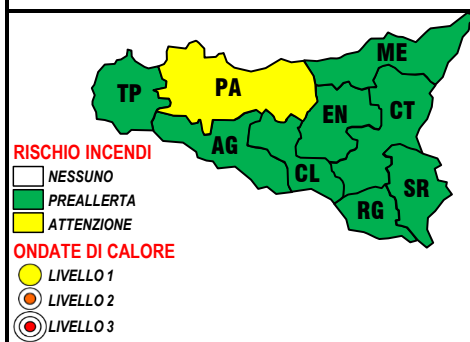 ME
TP
PA
EN
CT
AG
CL
SR
RG
RISCHIO INCENDI
NESSUNO
PREALLERTA
ATTENZIONE
ONDATE DI CALORE
LIVELLO 1
LIVELLO 2
LIVELLO 3